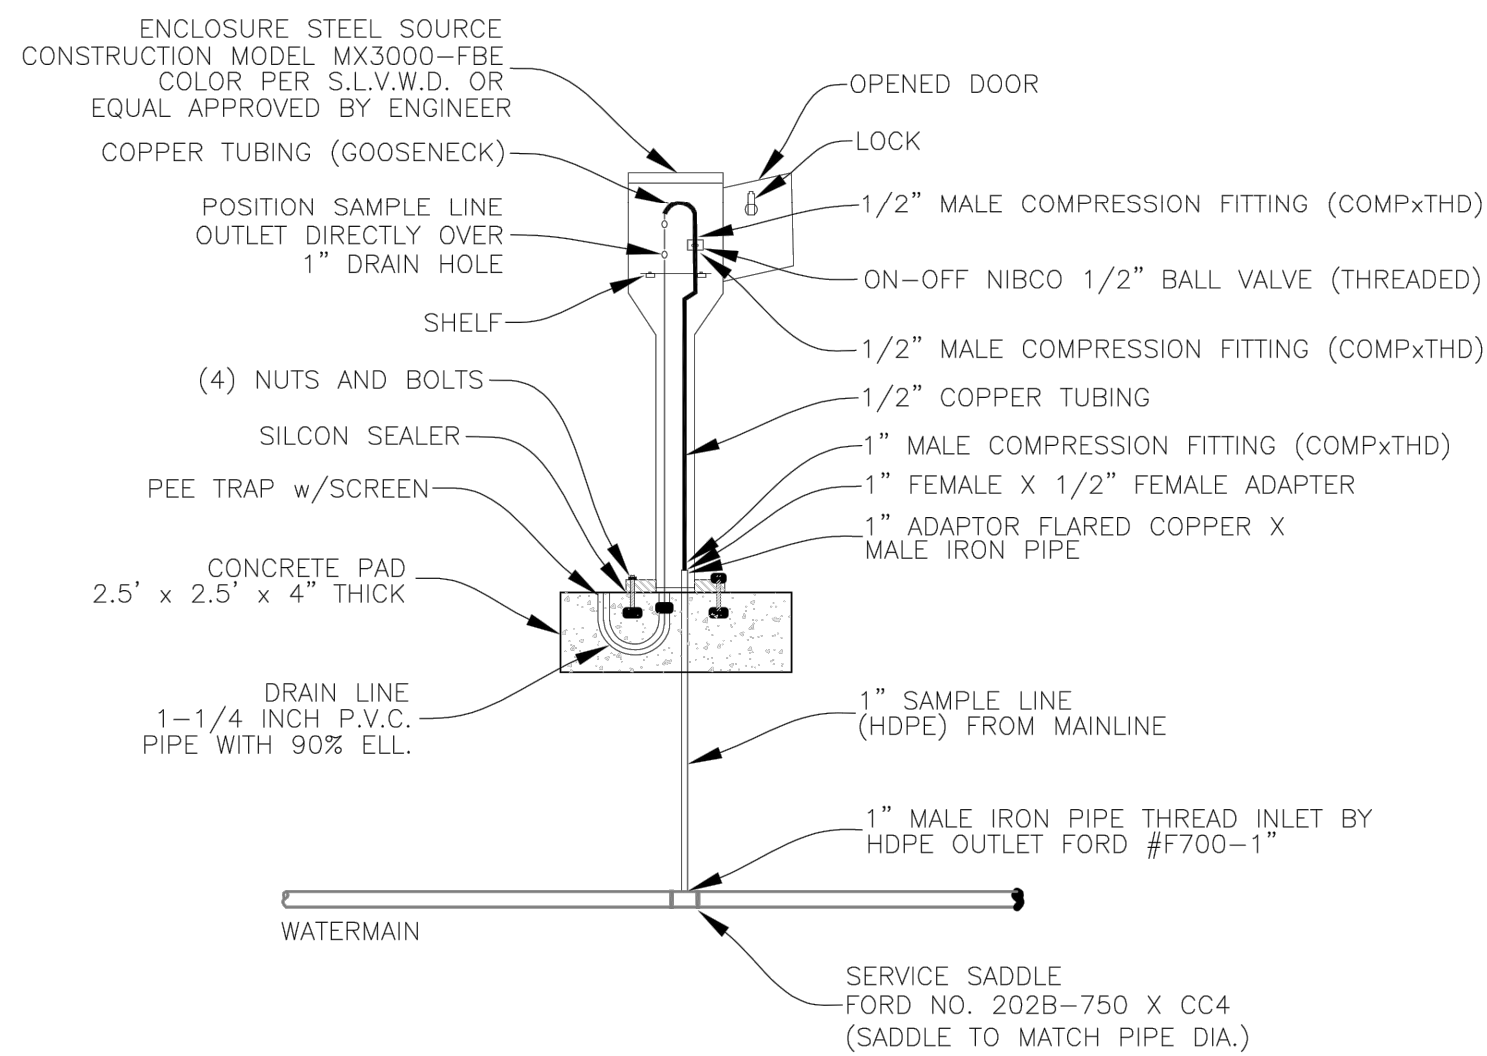 ENCLOSURE STEEL SOURCE
CONSTRUCTION MODEL MX3000-FBE
COLOR PER S.L.V.W.D. OR
EQUAL APPROVED BY ENGINEER
COPPER TUBING (GOOSENECK)
POSITION SAMPLE LINE
OUTLET DIRECTLY OVER
1" DRAIN HOLE
SHELF
(4) NUTS AND BOLTS
SILCON SEALER
PEE TRAP w/SCREEN
CONCRETE PAD
2.5' x 2.5' x 4" THICK
DRAIN LINE
1-1/4 INCH P.V.C.
PIPE WITH 90% ELL.
WATERMAIN
OPENED DOOR
LOCK
1/2" MALE COMPRESSION FITTING (COMPxTHD)
ON-OFF NIBCO 1/2" BALL VALVE (THREADED)
1/2" MALE COMPRESSION FITTING (COMPxTHD)
1/2" COPPER TUBING
1" MALE COMPRESSION FITTING (COMPxTHD)
1" FEMALE X 1/2" FEMALE ADAPTER
1" ADAPTOR FLARED COPPER X
MALE IRON PIPE
1" SAMPLE LINE
(HDPE) FROM MAINLINE
1" MALE IRON PIPE THREAD INLET BY
HDPE OUTLET FORD #F700-1"
SERVICE SADDLE
FORD NO. 202B-750 X CC4
(SADDLE TO MATCH PIPE DIA.)